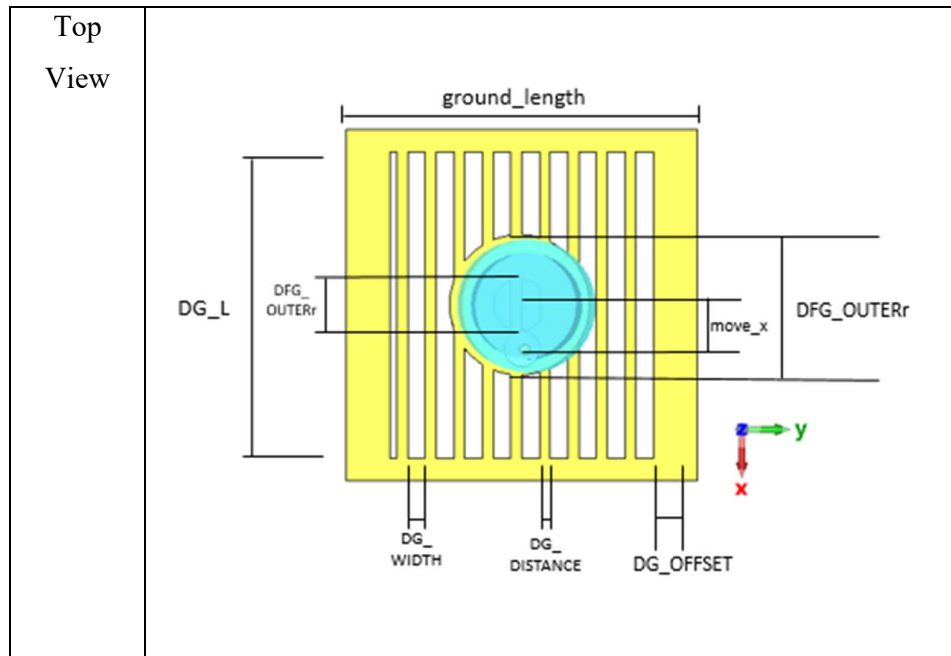 Top
View
ground_length
DG_L
DFG_
OUTERr
move_x
DFG_OUTERr
z
y
x
DG_
WIDTH
DG_
DISTANCE
DG_OFFSET